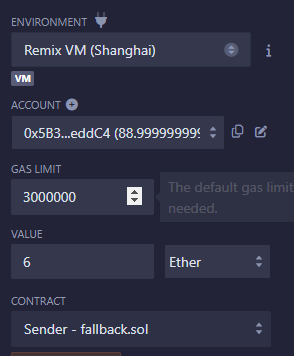 ENVIRONMENT
Remix VM (Shanghai)
VM
ACCOUNT
0x5B3...eddC4 (88.999999999
GAS LIMIT
3000000
The default gas limit
needed.
VALUE
6
Ether
CONTRACT
Sender - fallback.sol